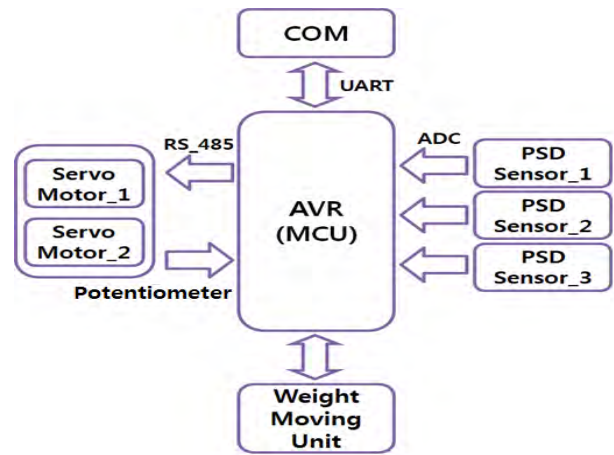 COM
UART
RS_485
ADC
Servo
Motor_1
Servo
Motor_2
Potentiometer
AVR
(MCU)
PSD
Sensor_1
PSD
Sensor_2
PSD
Sensor_3
Weight
Moving
Unit